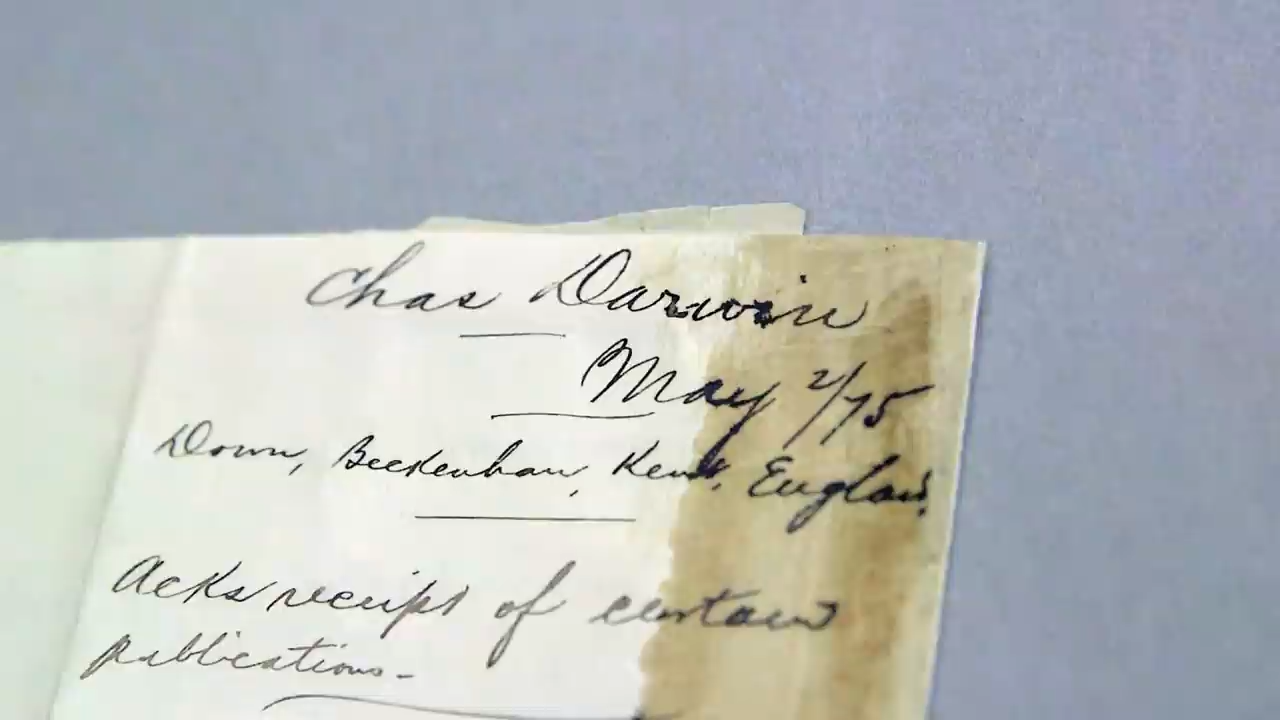 Chas Darwin
May 2/75
Down, Beckenham, Kent, England.
Acks receipt of certain
publications-